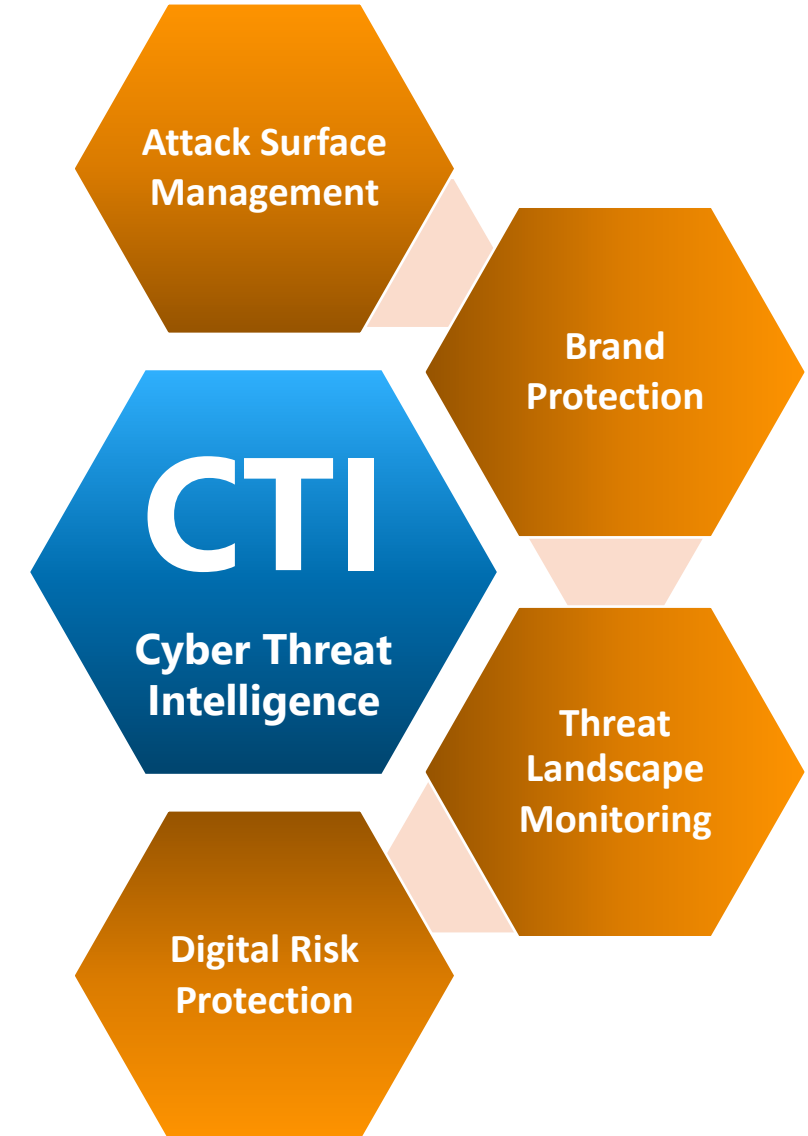 Attack Surface
Management
Brand
Protection
CTI
Cyber Threat
Intelligence
Threat
Landscape
Monitoring
Digital Risk
Protection